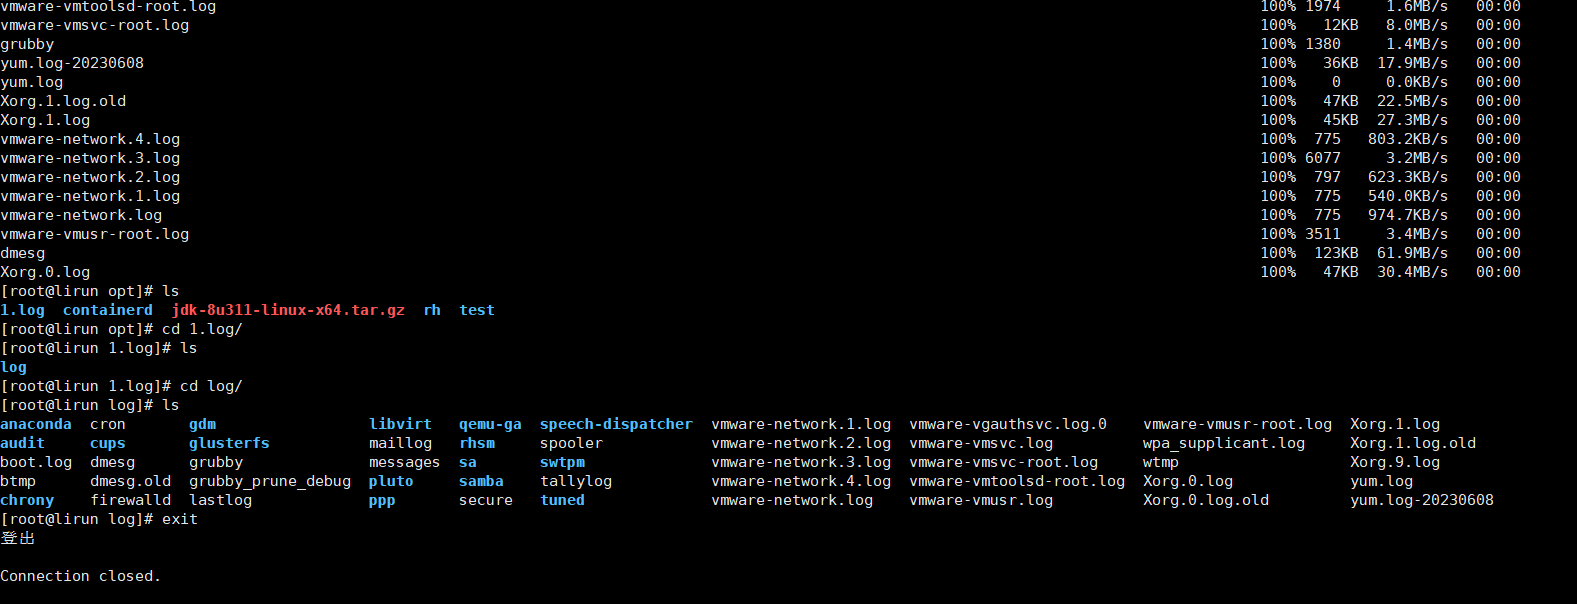 vmware-vmtoolsd-root.log 100% 1974 1.6MB/s 00:00
vmware-vmsvc-root.log 100% 12KB 8.0MB/s 00:00
grubby 100% 1380 1.4MB/s 00:00
yum.log-20230608 100% 36KB 17.9MB/s 00:00
yum.log 100% 0 0.0KB/s 00:00
Xorg.1.log.old 100% 47KB 22.5MB/s 00:00
Xorg.1.log 100% 45KB 27.3MB/s 00:00
vmware-network.4.log 100% 775 803.2KB/s 00:00
vmware-network.3.log 100% 6077 3.2MB/s 00:00
vmware-network.2.log 100% 797 623.3KB/s 00:00
vmware-network.1.log 100% 775 540.0KB/s 00:00
vmware-network.log 100% 775 974.7KB/s 00:00
vmware-vmusr-root.log 100% 3511 3.4MB/s 00:00
dmesg 100% 123KB 61.9MB/s 00:00
Xorg.0.log 100% 47KB 30.4MB/s 00:00
[root@lirun opt]# ls
1.log containerd jdk-8u311-linux-x64.tar.gz rh test
[root@lirun opt]# cd 1.log/
[root@lirun 1.log]# ls
log
[root@lirun 1.log]# cd log/
[root@lirun log]# ls
anaconda cron gdm libvirt qemu-ga speech-dispatcher vmware-network.1.log vmware-vgauthsvc.log.0 vmware-vmusr-root.log Xorg.1.log
audit cups glusterfs maillog rhsm spooler vmware-network.2.log vmware-vmsvc.log wpa_supplicant.log Xorg.1.log.old
boot.log dmesg grubby messages sa swtpm vmware-network.3.log vmware-vmsvc-root.log wtmp Xorg.9.log
btmp dmesg.old grubby_prune_debug pluto samba tallylog vmware-network.4.log vmware-vmtoolsd-root.log Xorg.0.log yum.log
chrony firewalld lastlog ppp secure tuned vmware-network.log vmware-vmusr.log Xorg.0.log.old yum.log-20230608
[root@lirun log]# exit
登出
Connection closed.